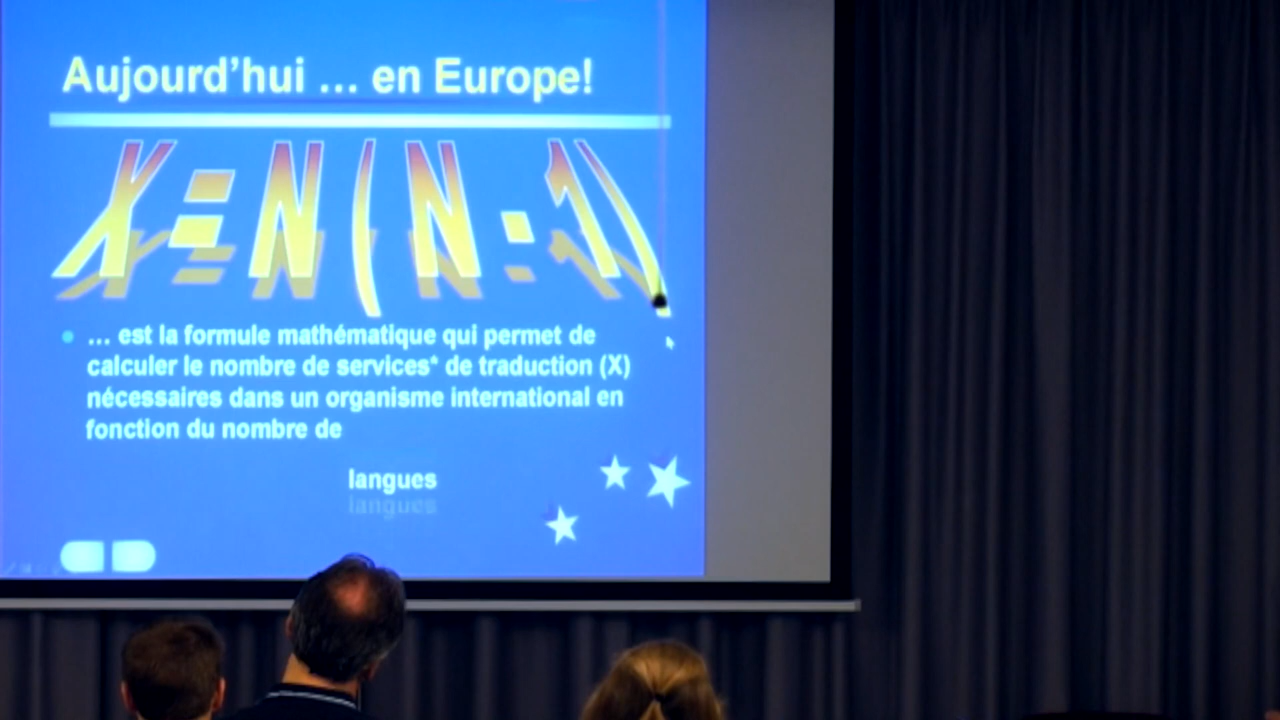 Aujourd’hui ... en Europe!
X=N(N-1)
... est la formule mathématique qui permet de
calculer le nombre de services* de traduction (X)
nécessaires dans un organisme international en
fonction du nombre de
langues